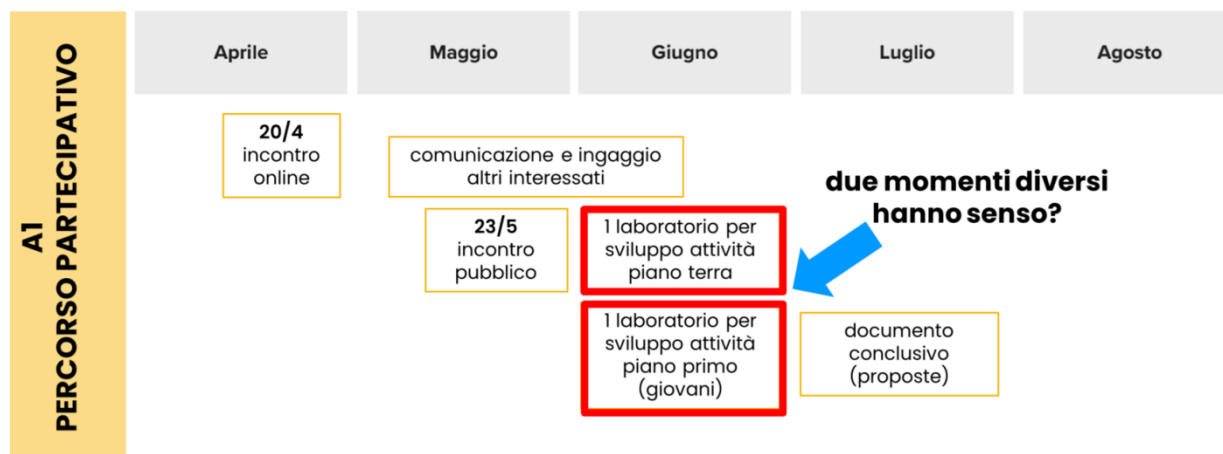 A1
PERCORSO PARTECIPATIVO
Aprile
Maggio
Giugno
Luglio
Agosto
20/4
incontro
online
comunicazione e ingaggio
altri interessati
23/5
incontro
pubblico
1 laboratorio per
sviluppo attività
piano terra
due momenti diversi
hanno senso?
1 laboratorio per
sviluppo attività
piano primo
(giovani)
documento
conclusivo
(proposte)